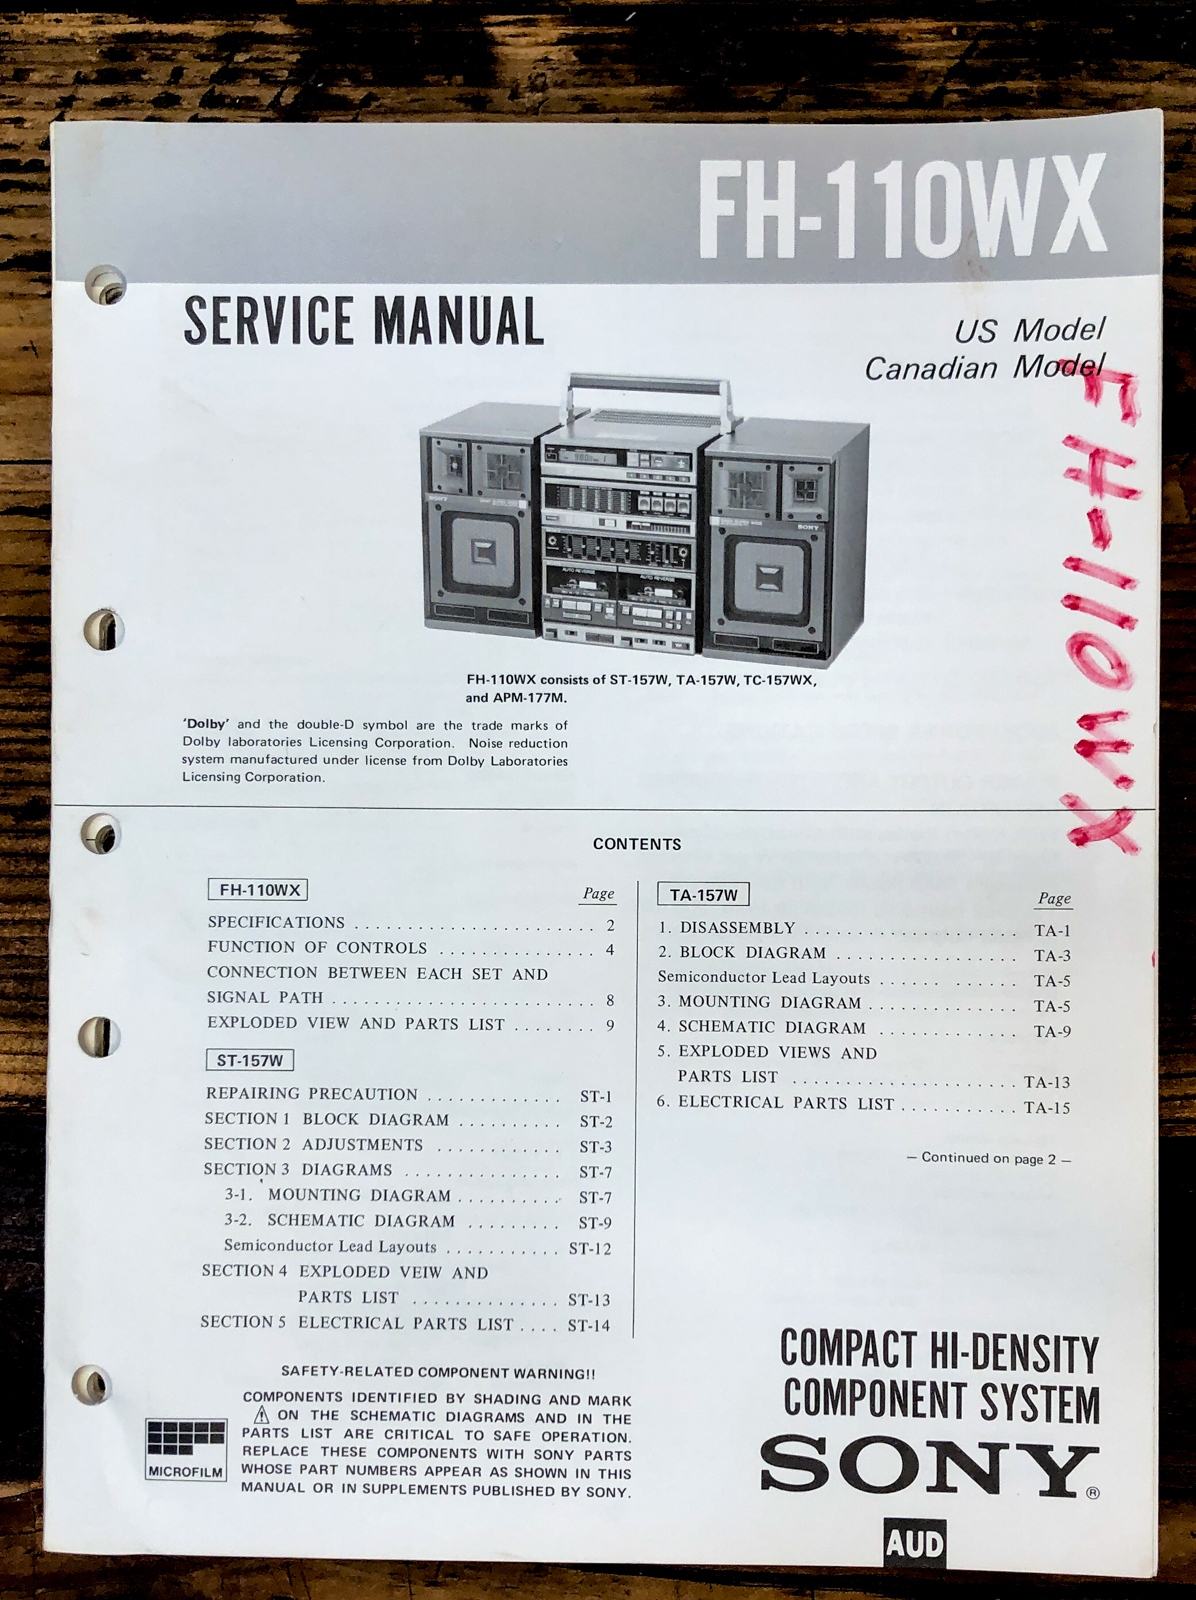 FH-110WX
SERVICE MANUAL
US Model
Canadian Model
FH-110WX
SONY
SONY
AUTO REVERSE
AUTO REVERSE
FH-110WX consists of ST-157W, TA-157W, TC-157WX,
and APM-177M.
'Dolby' and the double-D symbol are the trade marks of
Dolby laboratories Licensing Corporation. Noise reduction
system manufactured under license from Dolby Laboratories
Licensing Corporation.
CONTENTS
FH-110WX Page
SPECIFICATIONS ........................ 2
FUNCTION OF CONTROLS ................ 4
CONNECTION BETWEEN EACH SET AND
SIGNAL PATH .......................... 8
EXPLODED VIEW AND PARTS LIST ........ 9
ST-157W
REPAIRING PRECAUTION ............. ST-1
SECTION 1 BLOCK DIAGRAM .......... ST-2
SECTION 2 ADJUSTMENTS ............ ST-3
SECTION 3 DIAGRAMS ............... ST-7
3-1. MOUNTING DIAGRAM .......... ST-7
3-2. SCHEMATIC DIAGRAM ......... ST-9
Semiconductor Lead Layouts ........... ST-12
SECTION 4 EXPLODED VEIW AND
PARTS LIST .............. ST-13
SECTION 5 ELECTRICAL PARTS LIST .... ST-14
TA-157W Page
1. DISASSEMBLY ..................... TA-1
2. BLOCK DIAGRAM .................. TA-3
Semiconductor Lead Layouts ...... ...... TA-5
3. MOUNTING DIAGRAM ............... TA-5
4. SCHEMATIC DIAGRAM .............. TA-9
5. EXPLODED VIEWS AND
PARTS LIST ...................... TA-13
6. ELECTRICAL PARTS LIST ........... TA-15
— Continued on page 2 —
SAFETY-RELATED COMPONENT WARNING!!
COMPONENTS IDENTIFIED BY SHADING AND MARK
⚠ ON THE SCHEMATIC DIAGRAMS AND IN THE
PARTS LIST ARE CRITICAL TO SAFE OPERATION.
REPLACE THESE COMPONENTS WITH SONY PARTS
WHOSE PART NUMBERS APPEAR AS SHOWN IN THIS
MANUAL OR IN SUPPLEMENTS PUBLISHED BY SONY.
MICROFILM
COMPACT HI-DENSITY
COMPONENT SYSTEM
SONY®
AUD